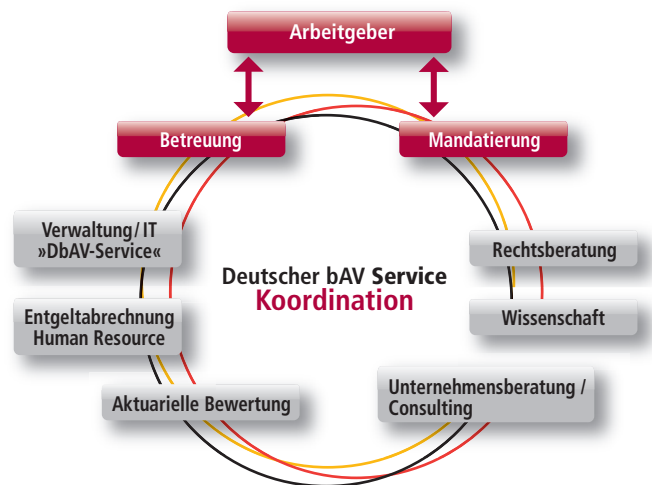 Arbeitgeber
Betreuung
Mandatierung
Verwaltung/ IT
»DbAV-Service«
Rechtsberatung
Deutscher bAV Service
Koordination
Entgeltabrechnung
Human Resource
Wissenschaft
Aktuarielle Bewertung
Unternehmensberatung /
Consulting